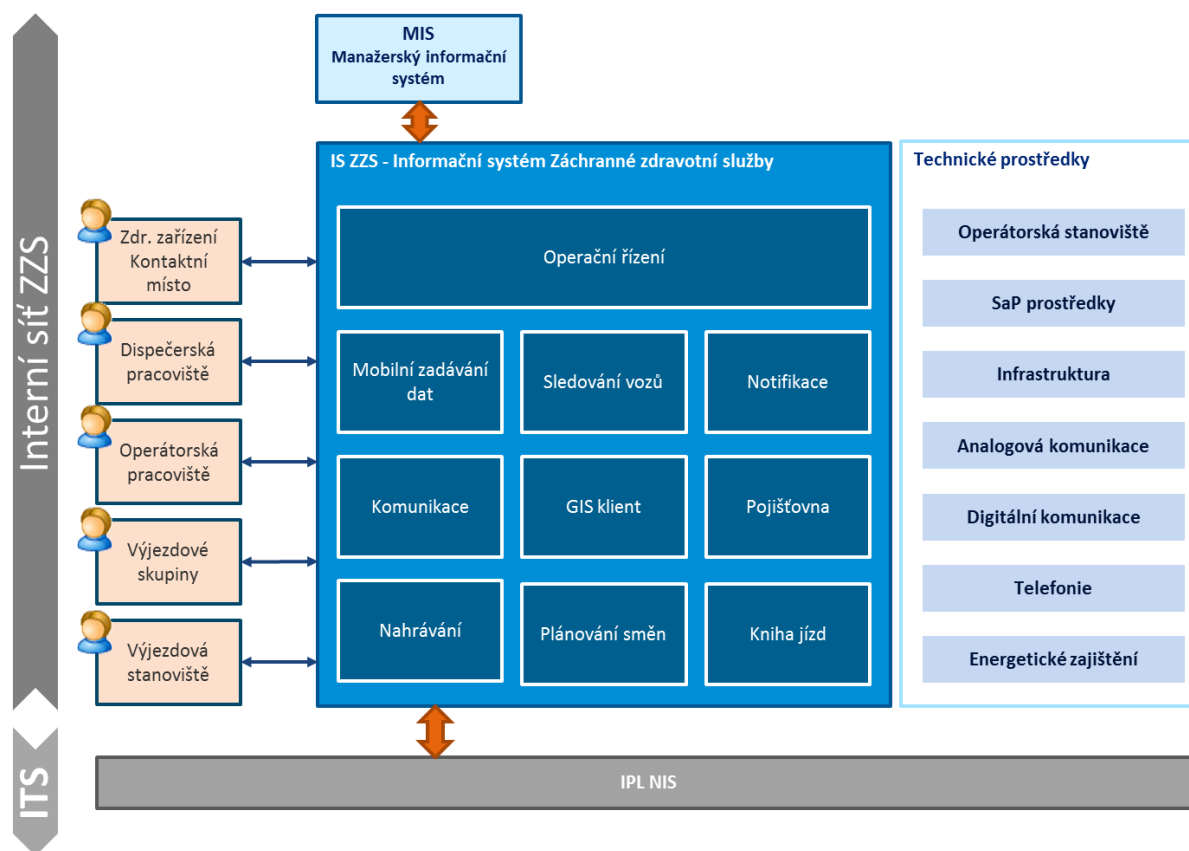 MIS
Manažerský informační
systém
IS ZZS - Informační systém Záchranné zdravotní služby
Technické prostředky
Interní síť ZZS
Zdr. zařízení
Kontaktní
místo
Dispečerská
pracoviště
Operátorská
pracoviště
Výjezdové
skupiny
Výjezdová
stanoviště
Operační řízení
Mobilní zadávání
dat
Sledování vozů
Notifikace
Komunikace
GIS klient
Pojišťovna
Nahrávání
Plánování směn
Kniha jízd
Operátorská stanoviště
SaP prostředky
Infrastruktura
Analogová komunikace
Digitální komunikace
Telefonie
Energetické zajištění
ITS
IPL NIS